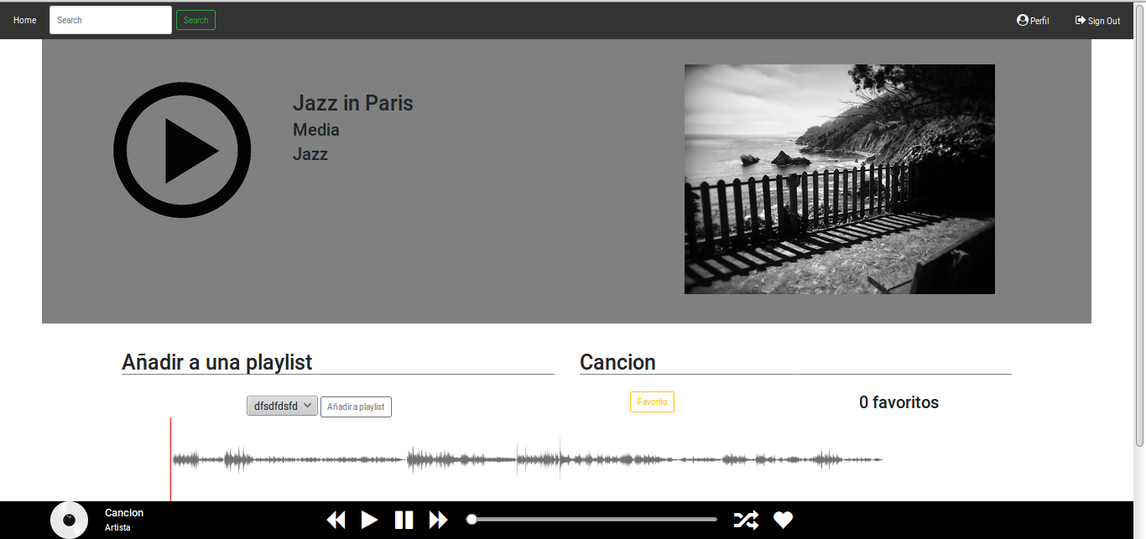 Home
Search
Search
Perfil
Sign Out
Jazz in Paris
Media
Jazz
Añadir a una playlist
Cancion
dfsdfdsfd
Añadir a playlist
Favorito
0 favoritos
Cancion
Artista